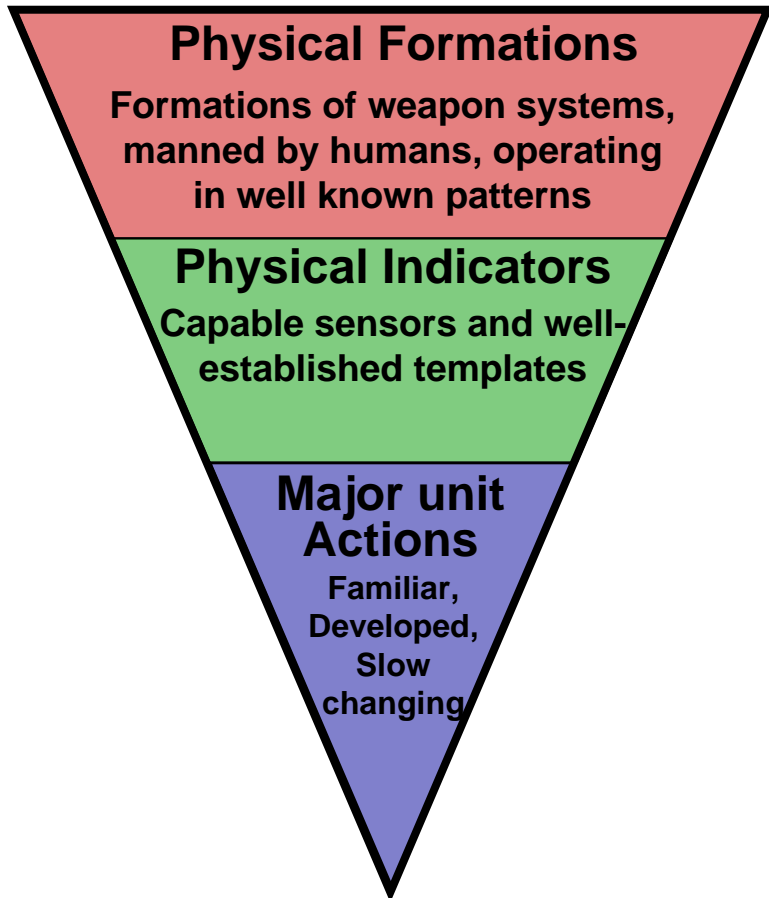 Physical Formations
Formations of weapon systems,
manned by humans, operating
in well known patterns
Physical Indicators
Capable sensors and well-
established templates
Major unit
Actions
Familiar,
Developed,
Slow
changing